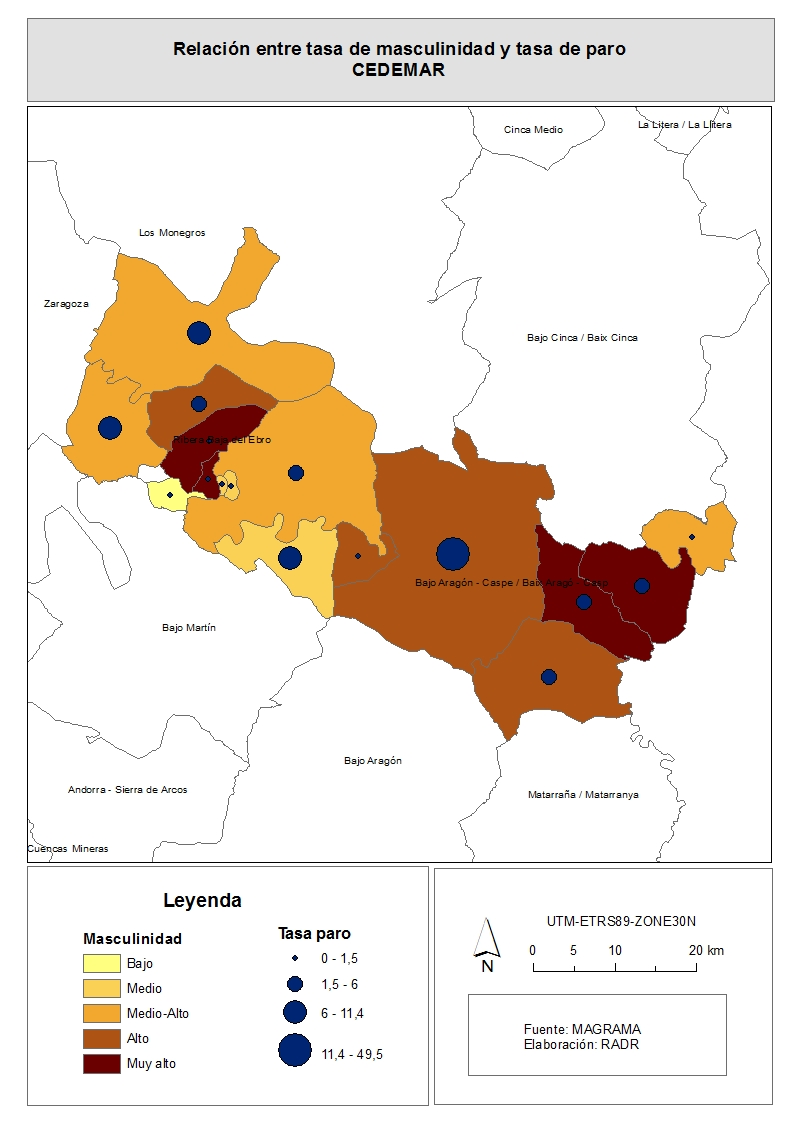 Relación entre tasa de masculinidad y tasa de paro
CEDEMAR
Cinca Medio
La Litera / La Llitera
Los Monegros
Zaragoza
Bajo Cinca / Baix Cinca
Ribera Baja del Ebro
Bajo Aragón - Caspe / Baix Aragó - Casp
Bajo Martín
Bajo Aragón
Andorra - Sierra de Arcos
Matarraña / Matarranya
Cuencas Mineras
Leyenda
Masculinidad
Bajo
Medio
Medio-Alto
Alto
Muy alto
Tasa paro
0 - 1,5
1,5 - 6
6 - 11,4
11,4 - 49,5
UTM-ETRS89-ZONE30N
0 5 10 20 km
N
Fuente: MAGRAMA
Elaboración: RADR